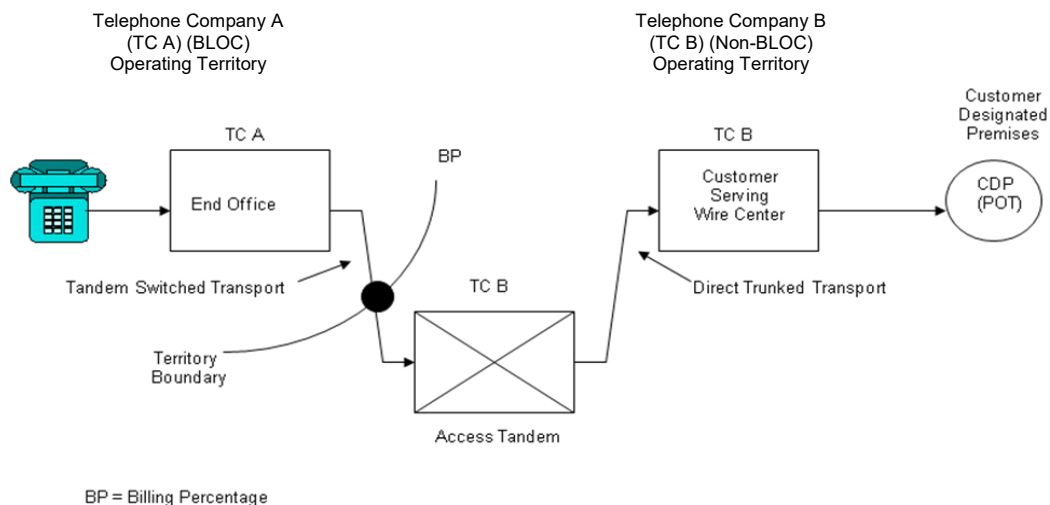 Telephone Company A
(TC A) (BLOC)
Operating Territory
Telephone Company B
(TC B) (Non-BLOC)
Operating Territory
Customer
Designated
Premises
TC A
BP
TC B
End Office
Customer
Serving
Wire Center
CDP
(POT)
Tandem Switched Transport
TC B
Direct Trunked Transport
Territory
Boundary
Access Tandem
BP = Billing Percentage